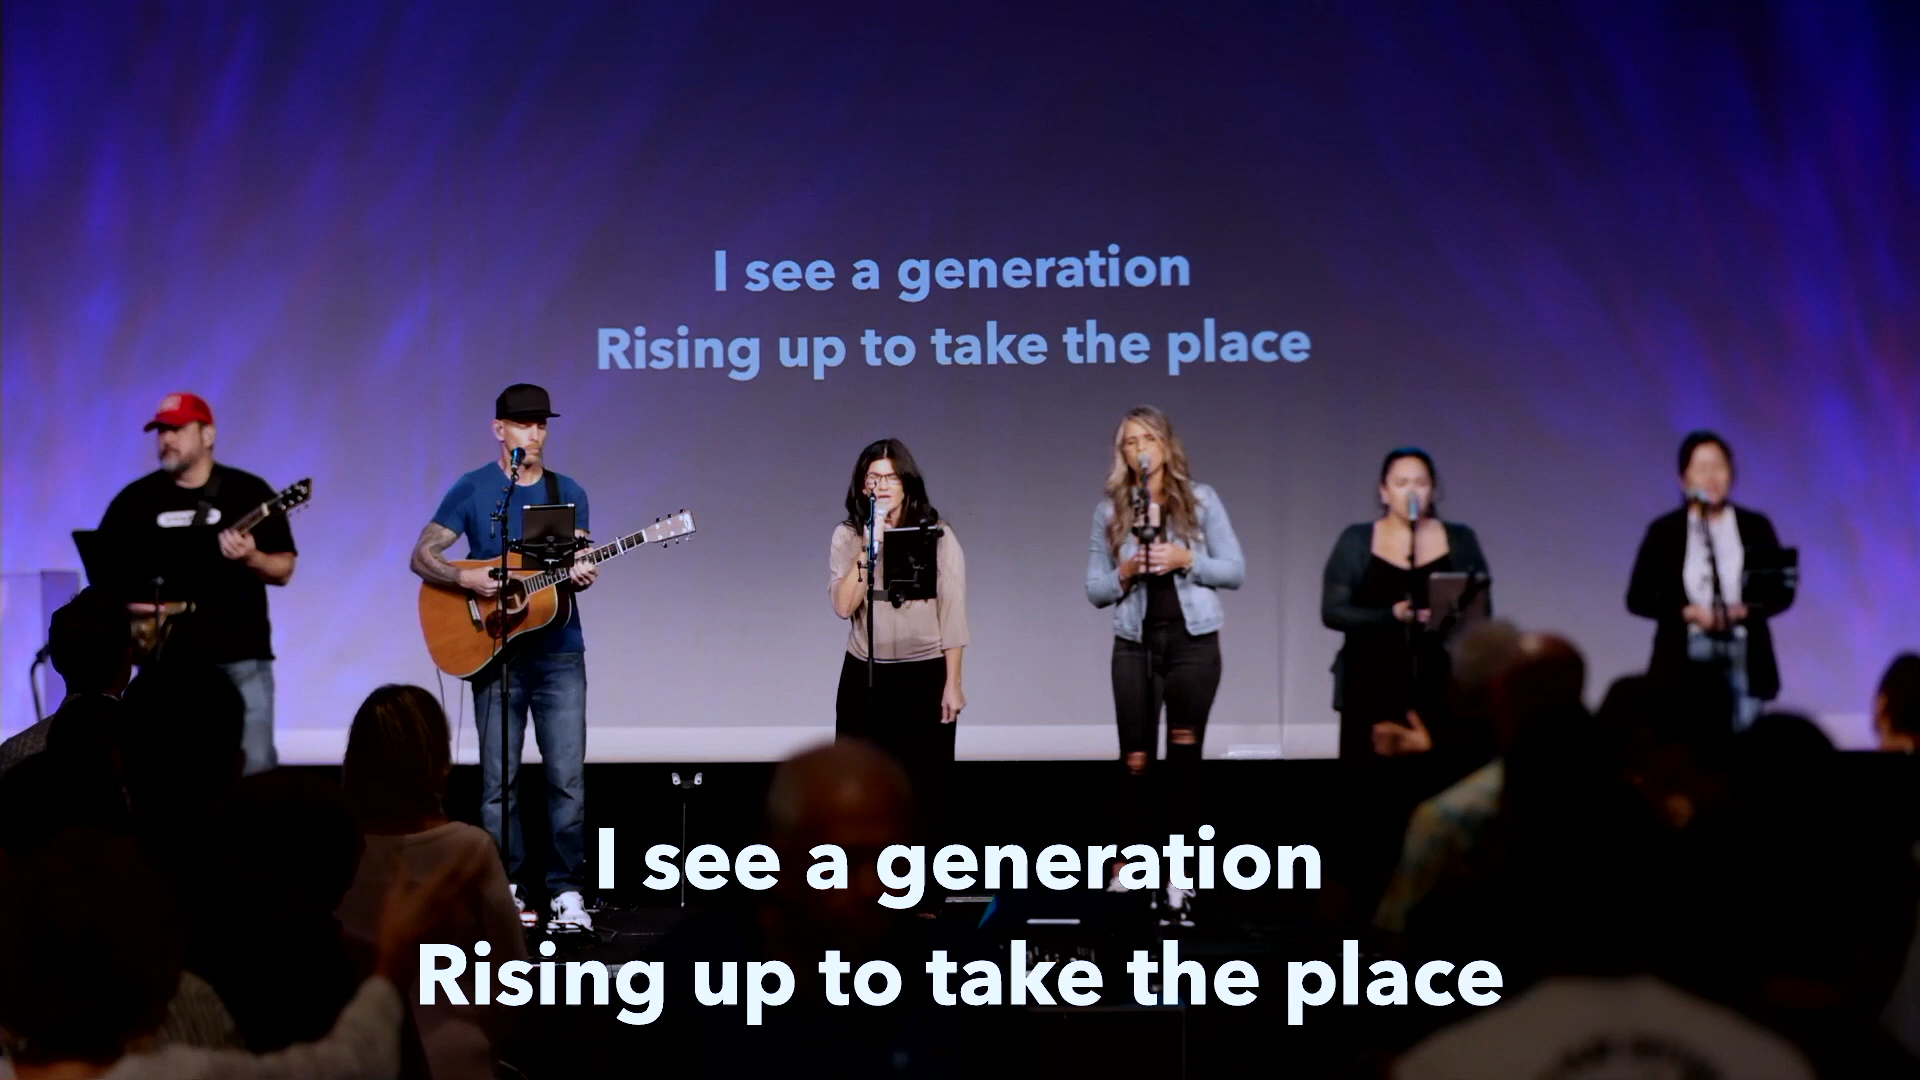 I see a generation
Rising up to take the place
I see a generation
Rising up to take the place